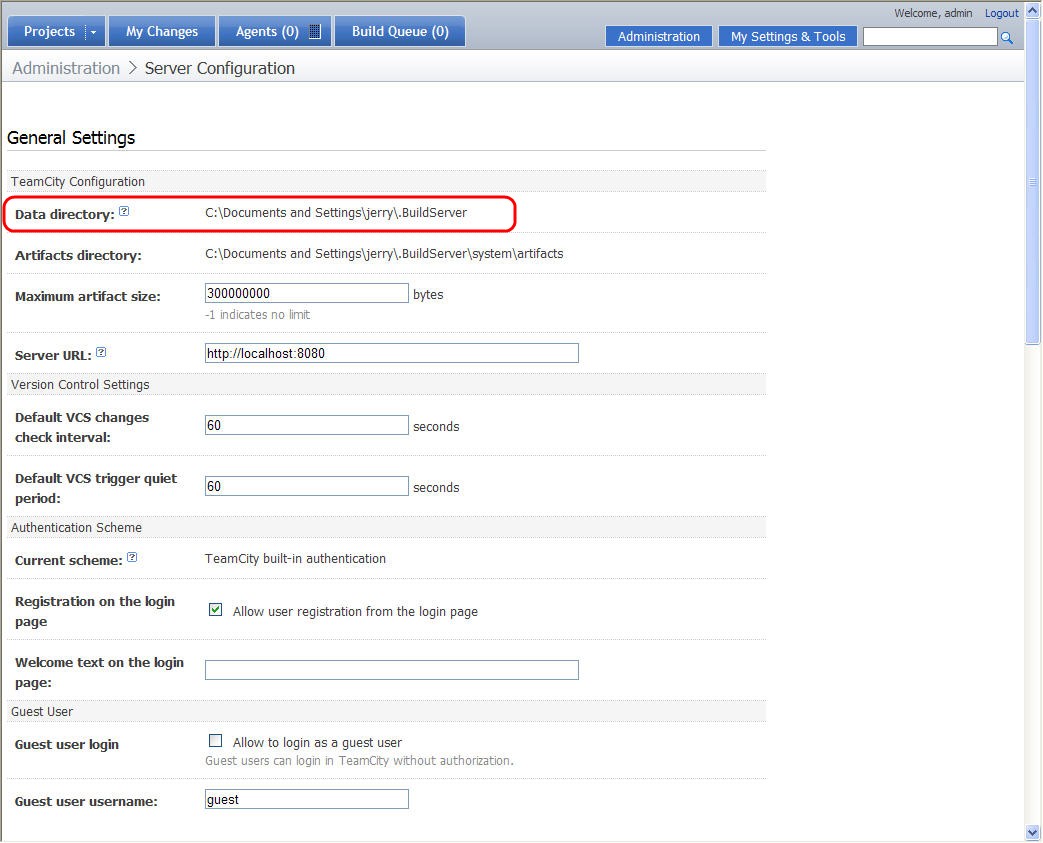 Welcome, admin Logout
Projects My Changes Agents (0) Build Queue (0) Administration My Settings & Tools
Administration > Server Configuration
General Settings
TeamCity Configuration
Data directory: ? C:\Documents and Settings\jerry\.BuildServer
Artifacts directory: C:\Documents and Settings\jerry\.BuildServer\system\artifacts
Maximum artifact size: 300000000 bytes
-1 indicates no limit
Server URL: ? http://localhost:8080
Version Control Settings
Default VCS changes
check interval: 60 seconds
Default VCS trigger quiet
period: 60 seconds
Authentication Scheme
Current scheme: ? TeamCity built-in authentication
Registration on the login
page Allow user registration from the login page
Welcome text on the login
page:
Guest User
Guest user login Allow to login as a guest user
Guest users can login in TeamCity without authorization.
Guest user username: guest